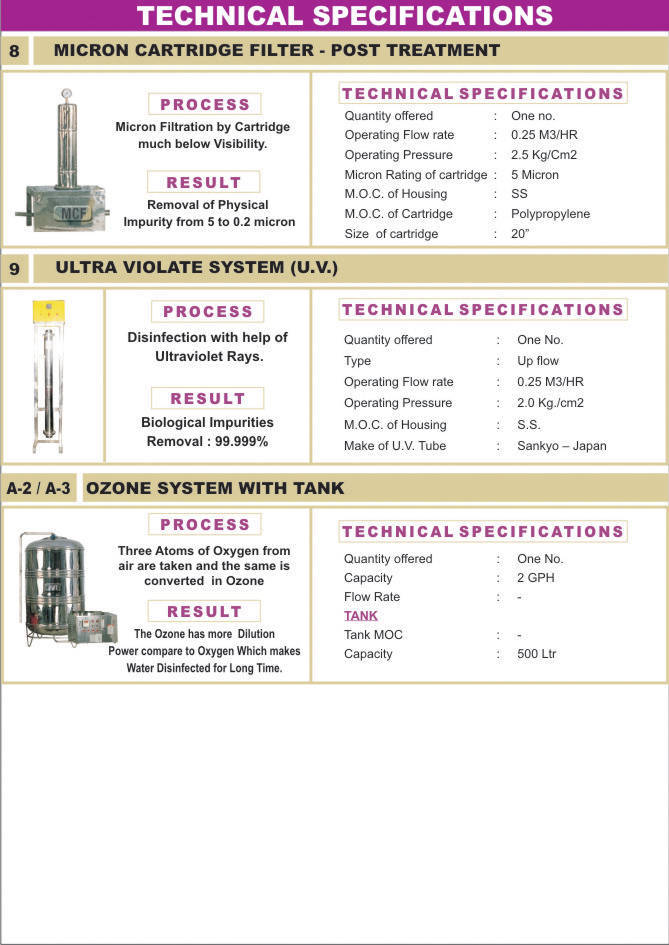 TECHNICAL SPECIFICATIONS
8 MICRON CARTRIDGE FILTER - POST TREATMENT
PROCESS
Micron Filtration by Cartridge
much below Visibility.
RESULT
Removal of Physical
Impurity from 5 to 0.2 micron
MCF
TECHNICAL SPECIFICATIONS
Quantity offered : One no.
Operating Flow rate : 0.25 M3/HR
Operating Pressure : 2.5 Kg/Cm2
Micron Rating of cartridge : 5 Micron
M.O.C. of Housing : SS
M.O.C. of Cartridge : Polypropylene
Size of cartridge : 20”
9 ULTRA VIOLATE SYSTEM (U.V.)
PROCESS
Disinfection with help of
Ultraviolet Rays.
RESULT
Biological Impurities
Removal : 99.999%
TECHNICAL SPECIFICATIONS
Quantity offered : One No.
Type : Up flow
Operating Flow rate : 0.25 M3/HR
Operating Pressure : 2.0 Kg./cm2
M.O.C. of Housing : S.S.
Make of U.V. Tube : Sankyo – Japan
A-2 / A-3 OZONE SYSTEM WITH TANK
PROCESS
Three Atoms of Oxygen from
air are taken and the same is
converted in Ozone
RESULT
The Ozone has more Dilution
Power compare to Oxygen Which makes
Water Disinfected for Long Time.
TECHNICAL SPECIFICATIONS
Quantity offered : One No.
Capacity : 2 GPH
Flow Rate : -
TANK
Tank MOC : -
Capacity : 500 Ltr